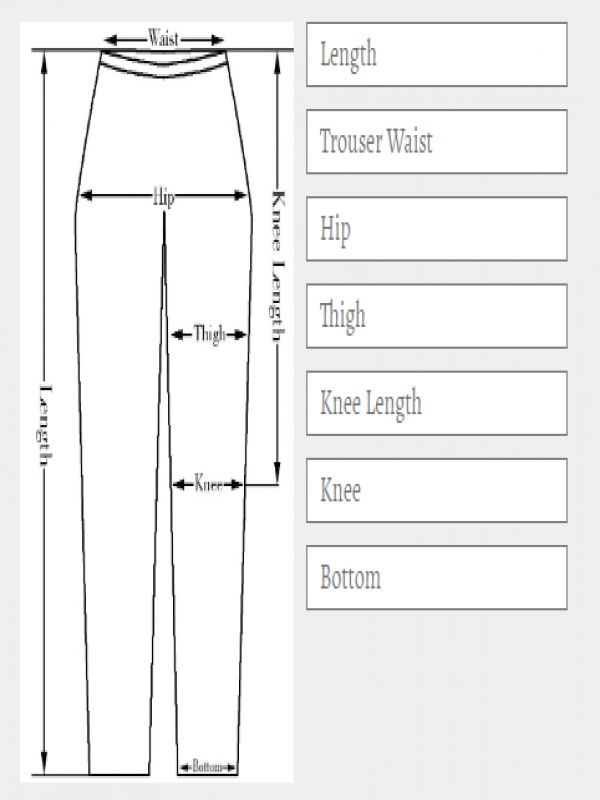 Waist
Hip
Knee Length
Thigh
Length
Knee
Bottom
Length
Trouser Waist
Hip
Thigh
Knee Length
Knee
Bottom